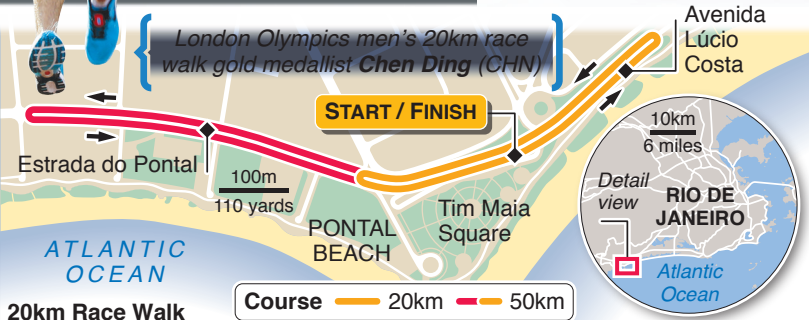 London Olympics men's 20km race
walk gold medallist Chen Ding (CHN)
Avenida
Lúcio
Costa
START / FINISH
Estrada do Pontal
100m
110 yards
PONTAL
BEACH
Tim Maia
Square
ATLANTIC
OCEAN
10km
6 miles
Detail
view
RIO DE
JANEIRO
Atlantic
Ocean
20km Race Walk
Course 20km 50km